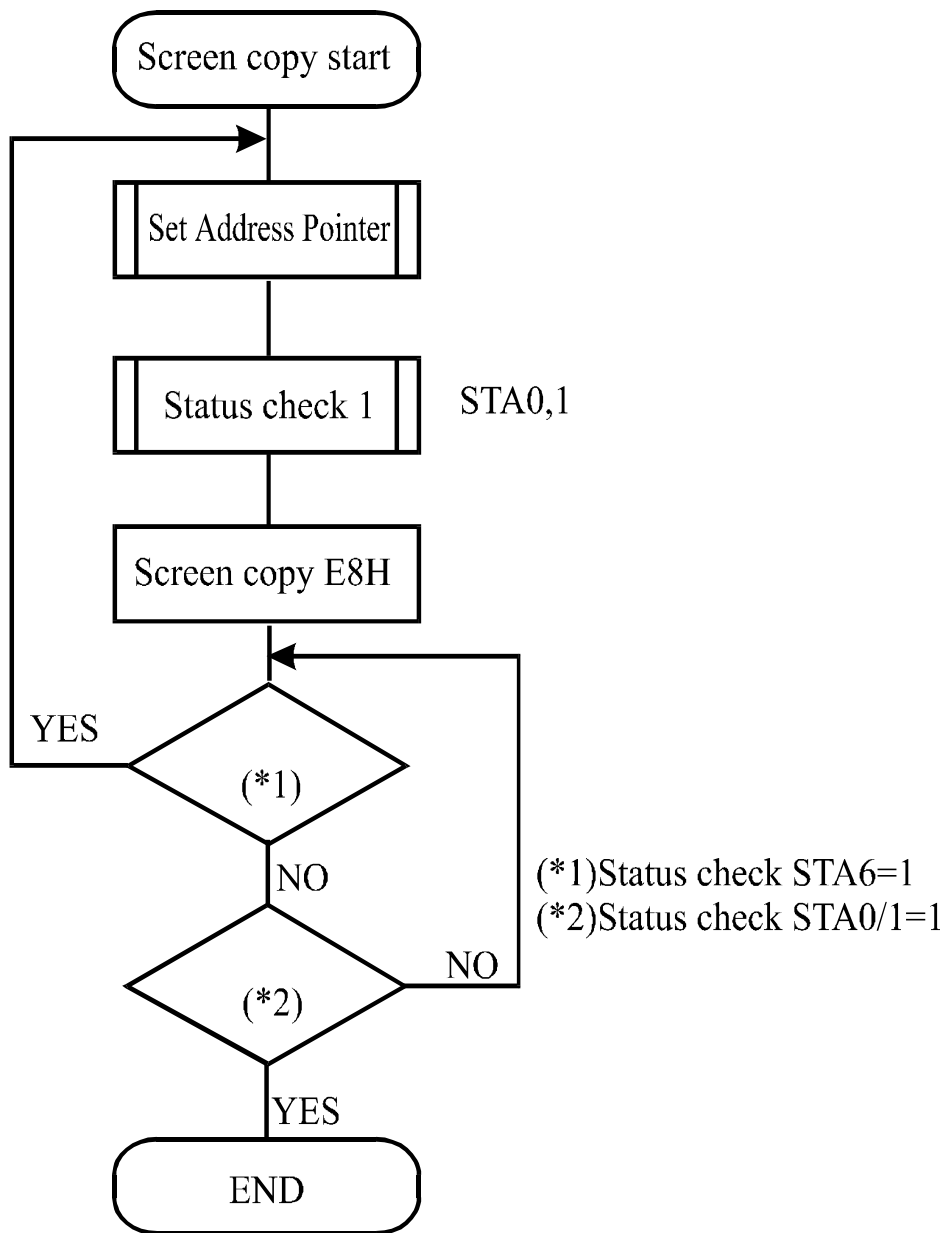 Screen copy start
Set Address Pointer
Status check 1
STA0,1
Screen copy E8H
YES
(*1)
NO
(*1)Status check STA6=1
(*2)Status check STA0/1=1
NO
(*2)
YES
END